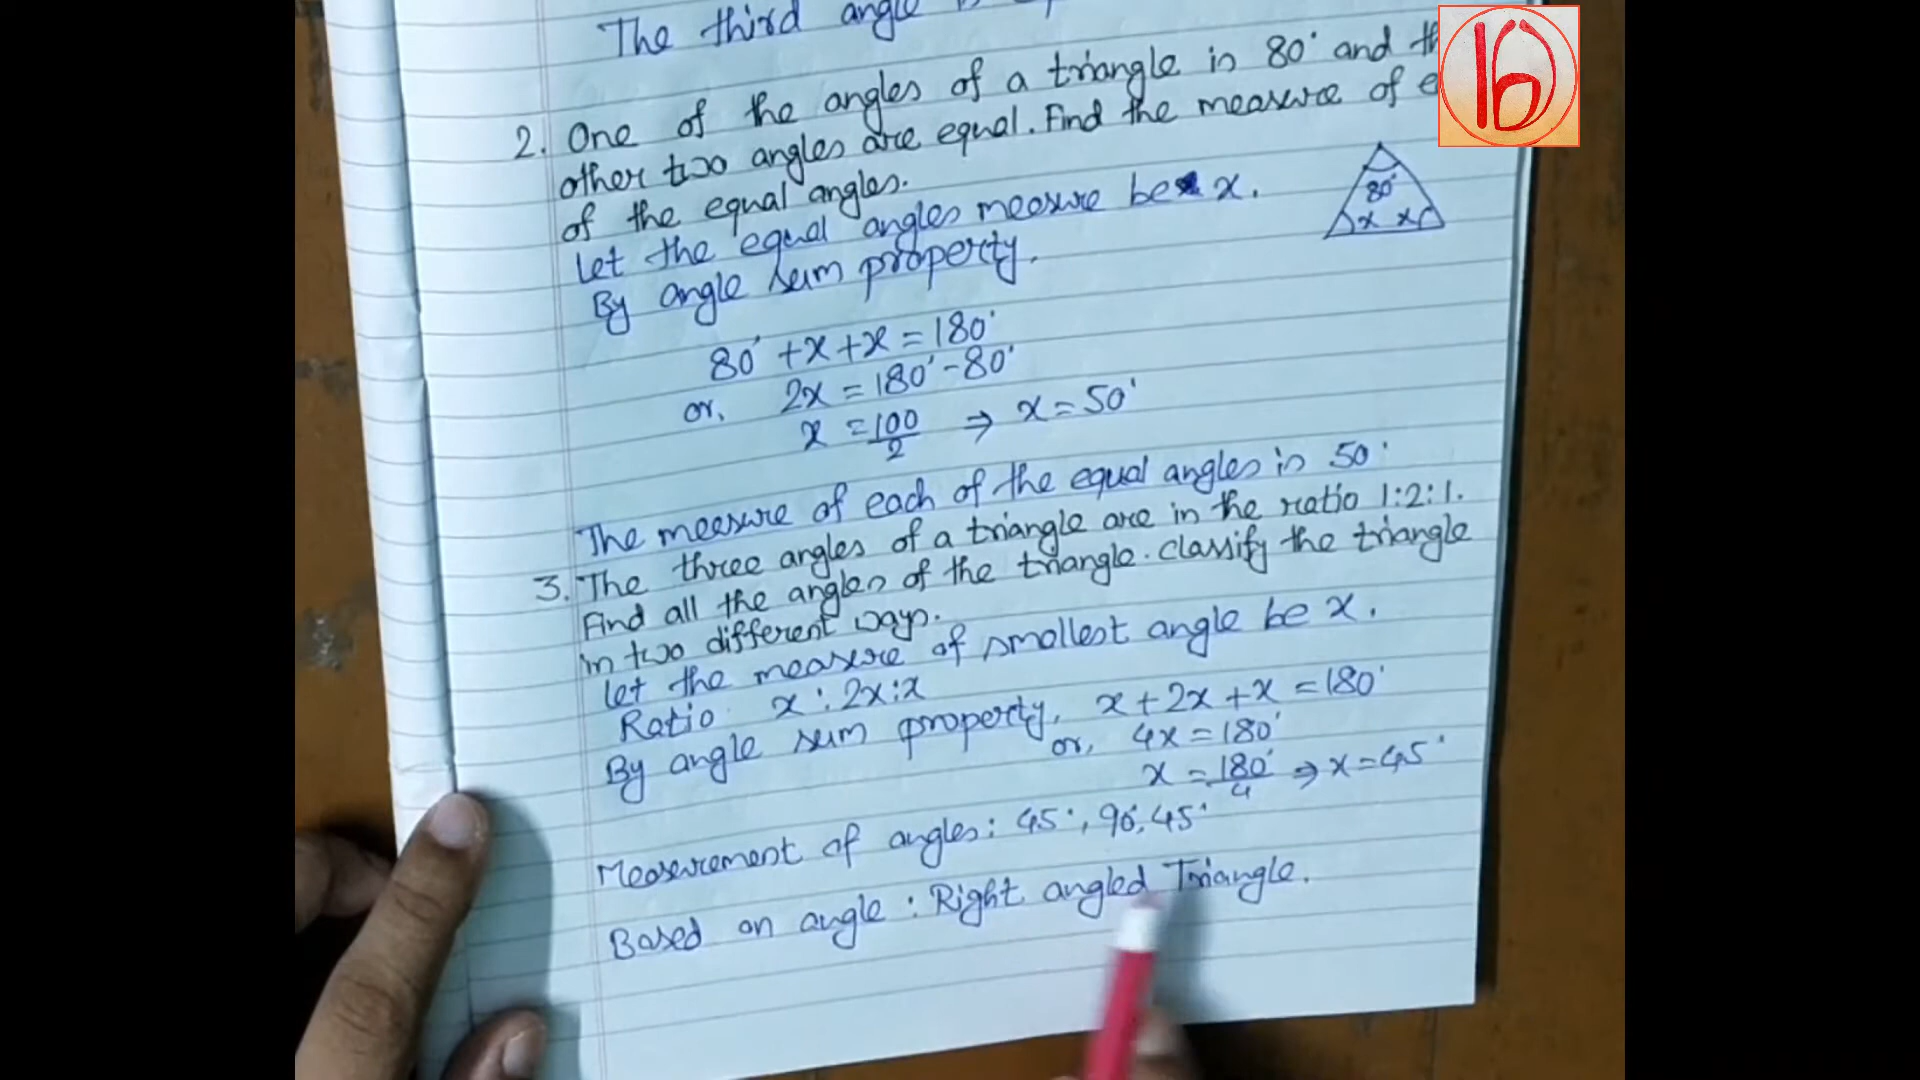 The third angle is
2. One of the angles of a triangle is 80° and
other two angles are equal. Find the measure of
of the equal angles.
Let the equal angles measure be x.
80°
x x
By angle sum property.
80° + x + x = 180°
or, 2x = 180° - 80°
x = 100/2 ⇒ x = 50°
The measure of each of the equal angles is 50°
3. The three angles of a triangle are in the ratio 1:2:1.
Find all the angles of the triangle. Classify the triangle
in two different ways.
Let the measure of smallest angle be x.
Ratio x : 2x : x
By angle sum property, x + 2x + x = 180°
or, 4x = 180°
x = 180°/4 ⇒ x = 45°
Measurement of angles: 45°, 90°, 45°
Based on angle : Right angled Triangle.